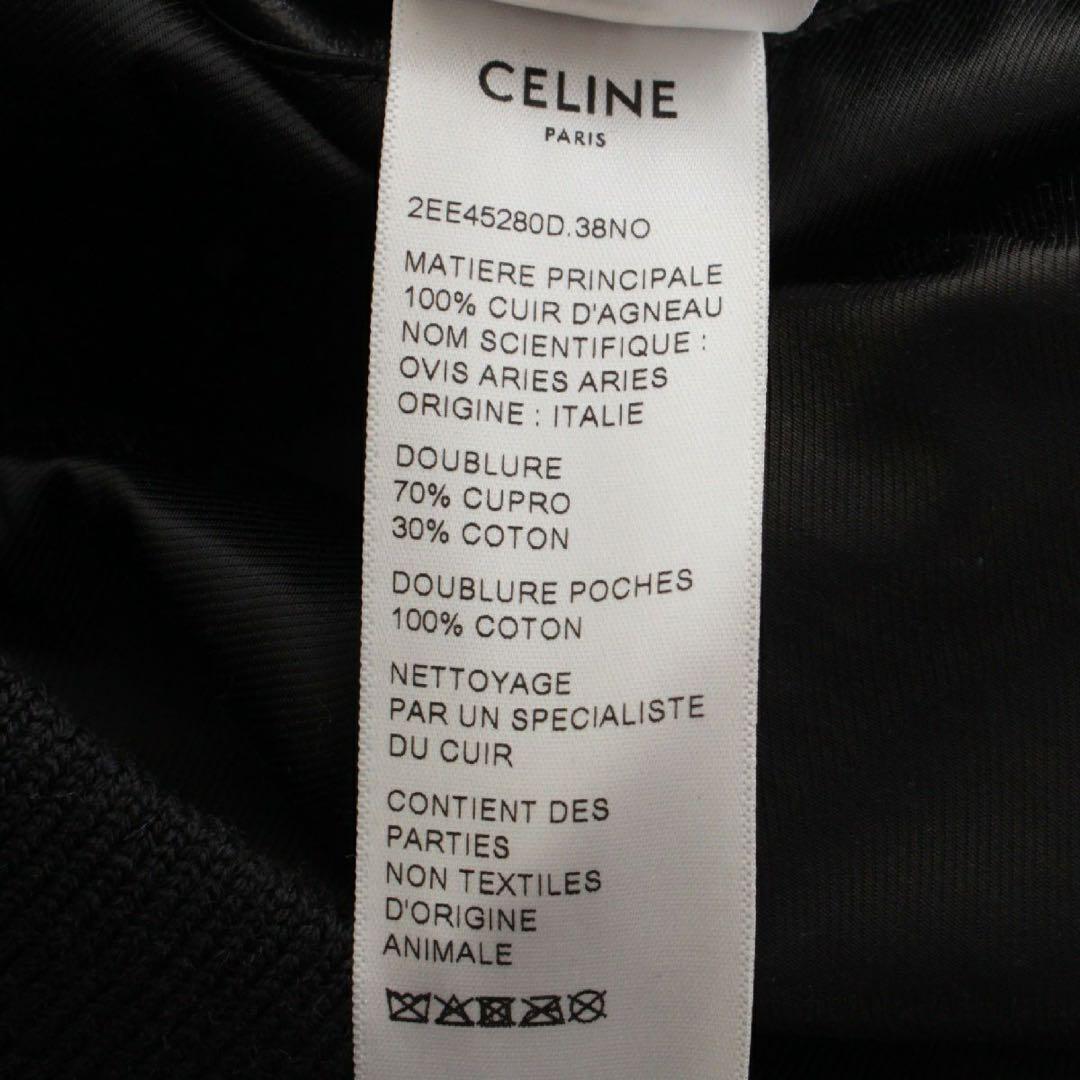 CELINE
PARIS
2EE45280D.38NO
MATIERE PRINCIPALE
100% CUIR D'AGNEAU
NOM SCIENTIFIQUE :
OVIS ARIES ARIES
ORIGINE : ITALIE
DOUBLURE
70% CUPRO
30% COTON
DOUBLURE POCHES
100% COTON
NETTOYAGE
PAR UN SPECIALISTE
DU CUIR
CONTIENT DES
PARTIES
NON TEXTILES
D'ORIGINE
ANIMALE